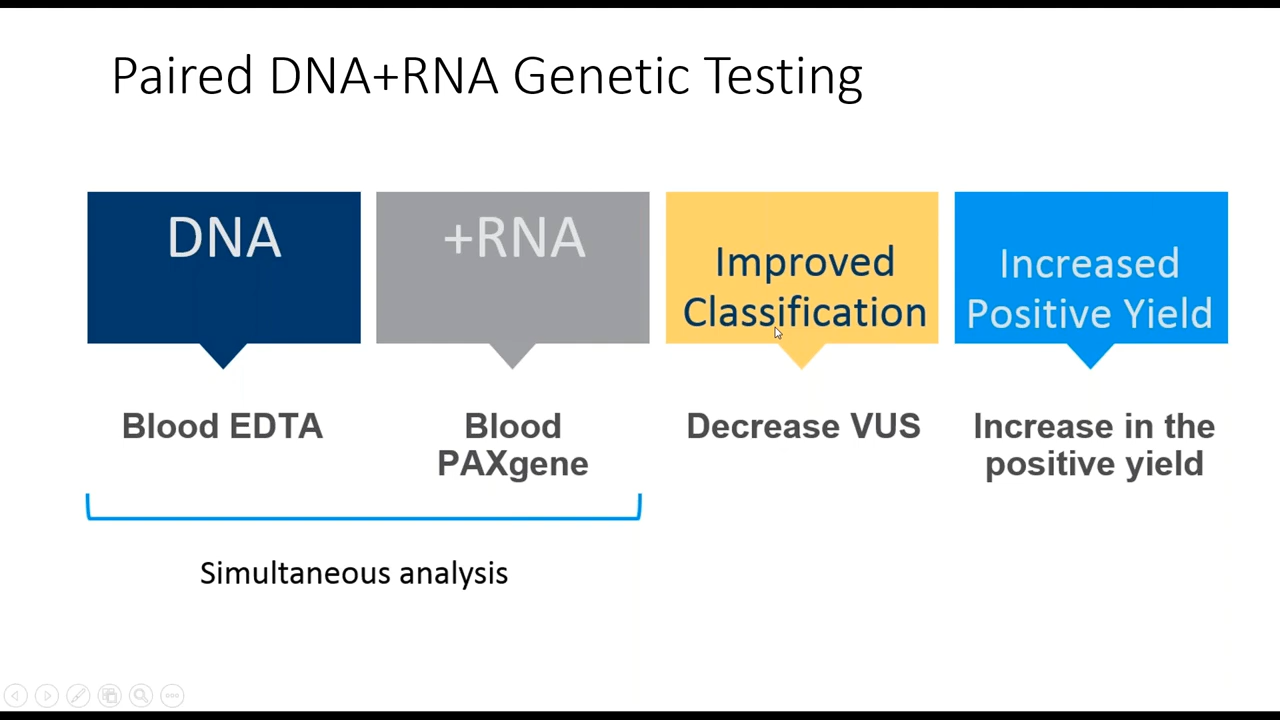 Paired DNA+RNA Genetic Testing
DNA
+RNA
Improved
Classification
Increased
Positive Yield
Blood EDTA
Blood
PAXgene
Decrease VUS
Increase in the
positive yield
Simultaneous analysis